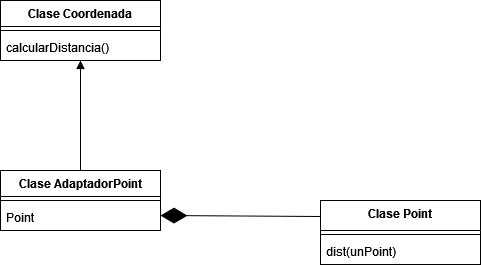 Clase Coordenada
calcularDistancia()
Clase AdaptadorPoint
Point
Clase Point
dist(unPoint)